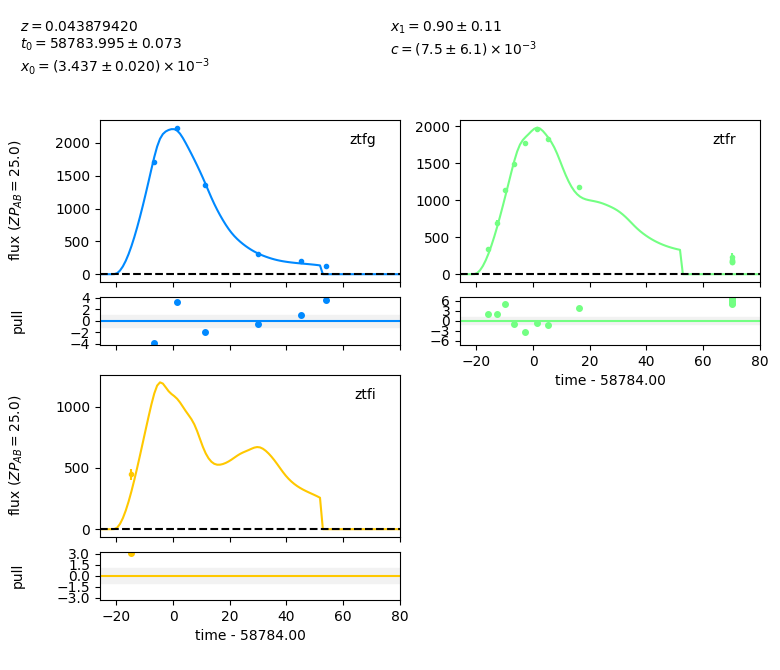 z = 0.043879420
t₀ = 58783.995 ± 0.073
x₀ = (3.437 ± 0.020) × 10⁻³
x₁ = 0.90 ± 0.11
c = (7.5 ± 6.1) × 10⁻³
ztfg
flux (ZP_AB = 25.0)
2000
1500
1000
500
0
pull
4
2
0
−2
−4
ztfr
2000
1500
1000
500
0
6
3
0
−3
−6
−20 0 20 40 60 80
time - 58784.00
ztfi
flux (ZP_AB = 25.0)
1000
500
0
pull
3.0
1.5
0.0
−1.5
−3.0
−20 0 20 40 60 80
time - 58784.00